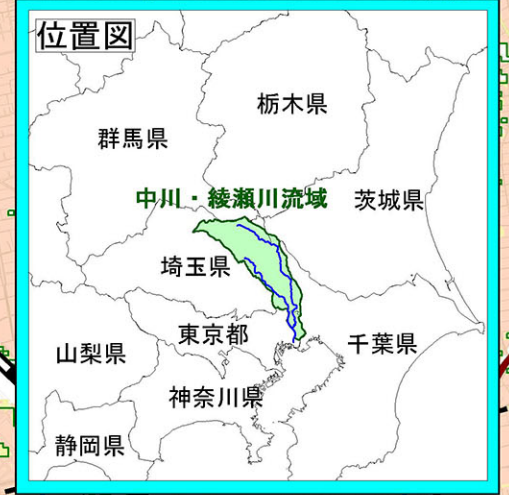 位置図
栃木県
群馬県
中川・綾瀬川流域
茨城県
埼玉県
東京都
千葉県
山梨県
神奈川県
静岡県